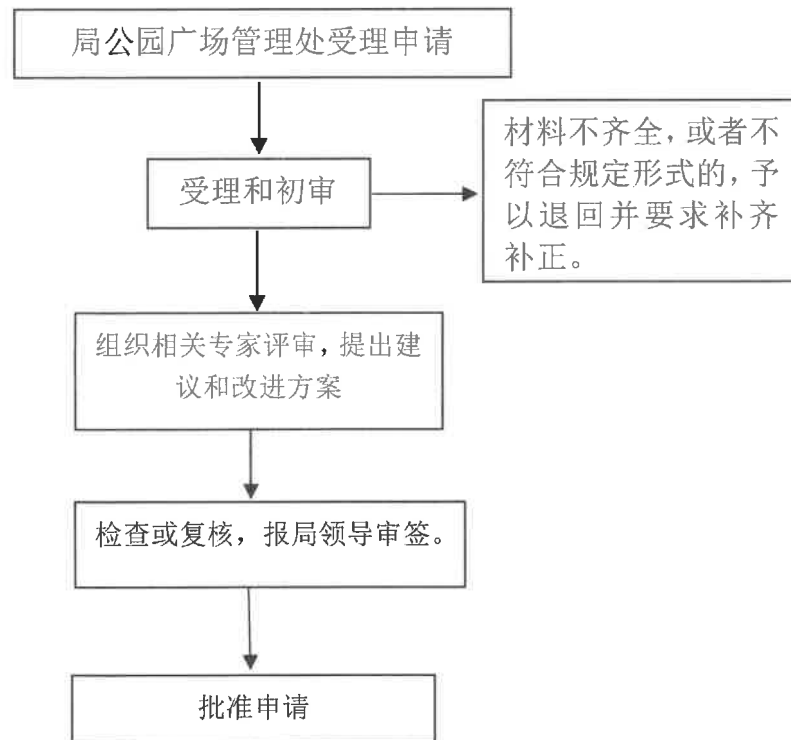 局公园广场管理处受理申请
受理和初审
材料不齐全，或者不
符合规定形式的，予
以退回并要求补齐
补正。
组织相关专家评审，提出建
议和改进方案
检查或复核，报局领导审签。
批准申请